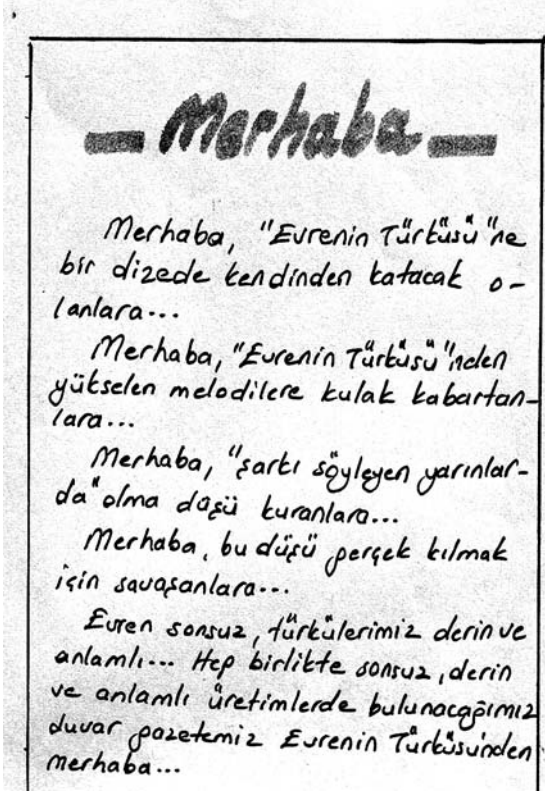 Merhaba
Merhaba, "Evrenin Türküsü"ne
bir dizede kendinden katacak o-
lanlara...
Merhaba, "Evrenin Türküsü"nden
yükselen melodilere kulak kabartan-
lara...
Merhaba, "şarkı söyleyen yarınlar-
da" olma düşü kuranlara...
Merhaba, bu düşü gerçek kılmak
için savaşanlara...
Evren sonsuz, türkülerimiz derin ve
anlamlı... Hep birlikte sonsuz, derin
ve anlamlı üretimlerde bulunacağımız
duvar gazetemiz Evrenin Türküsünden
merhaba...